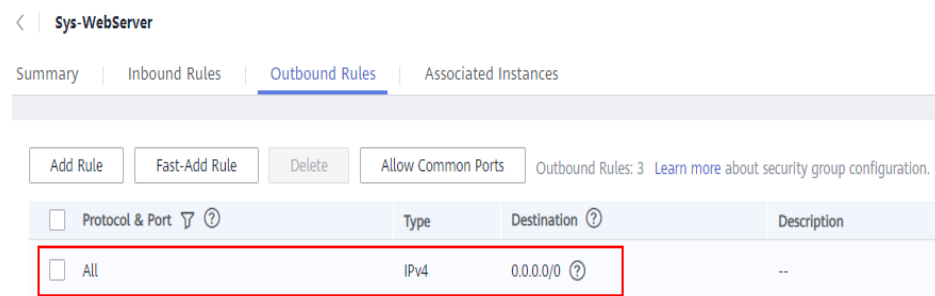 Sys-WebServer
Summary Inbound Rules Outbound Rules Associated Instances
Add Rule Fast-Add Rule Delete Allow Common Ports Outbound Rules: 3 Learn more about security group configuration.
Protocol & Port Type Destination Description
All IPv4 0.0.0.0/0 --